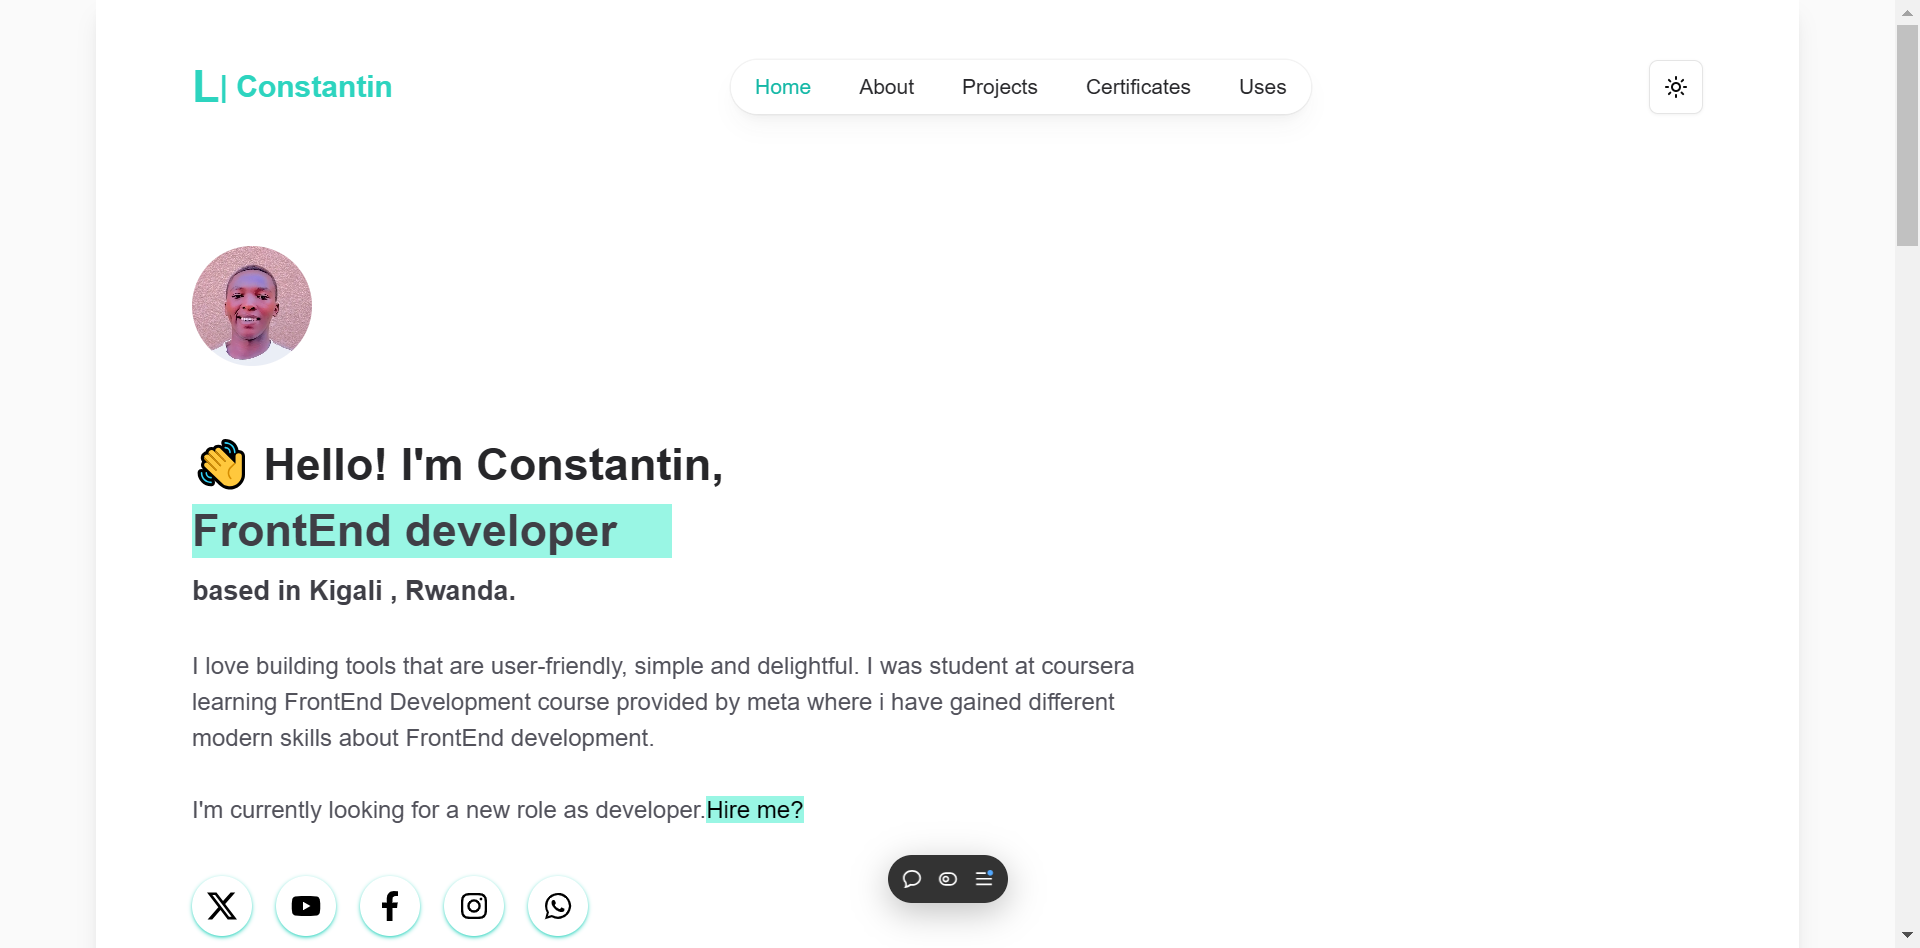 L| Constantin
Home About Projects Certificates Uses
Hello! I'm Constantin,
FrontEnd developer
based in Kigali , Rwanda.
I love building tools that are user-friendly, simple and delightful. I was student at coursera
learning FrontEnd Development course provided by meta where i have gained different
modern skills about FrontEnd development.
I'm currently looking for a new role as developer.Hire me?